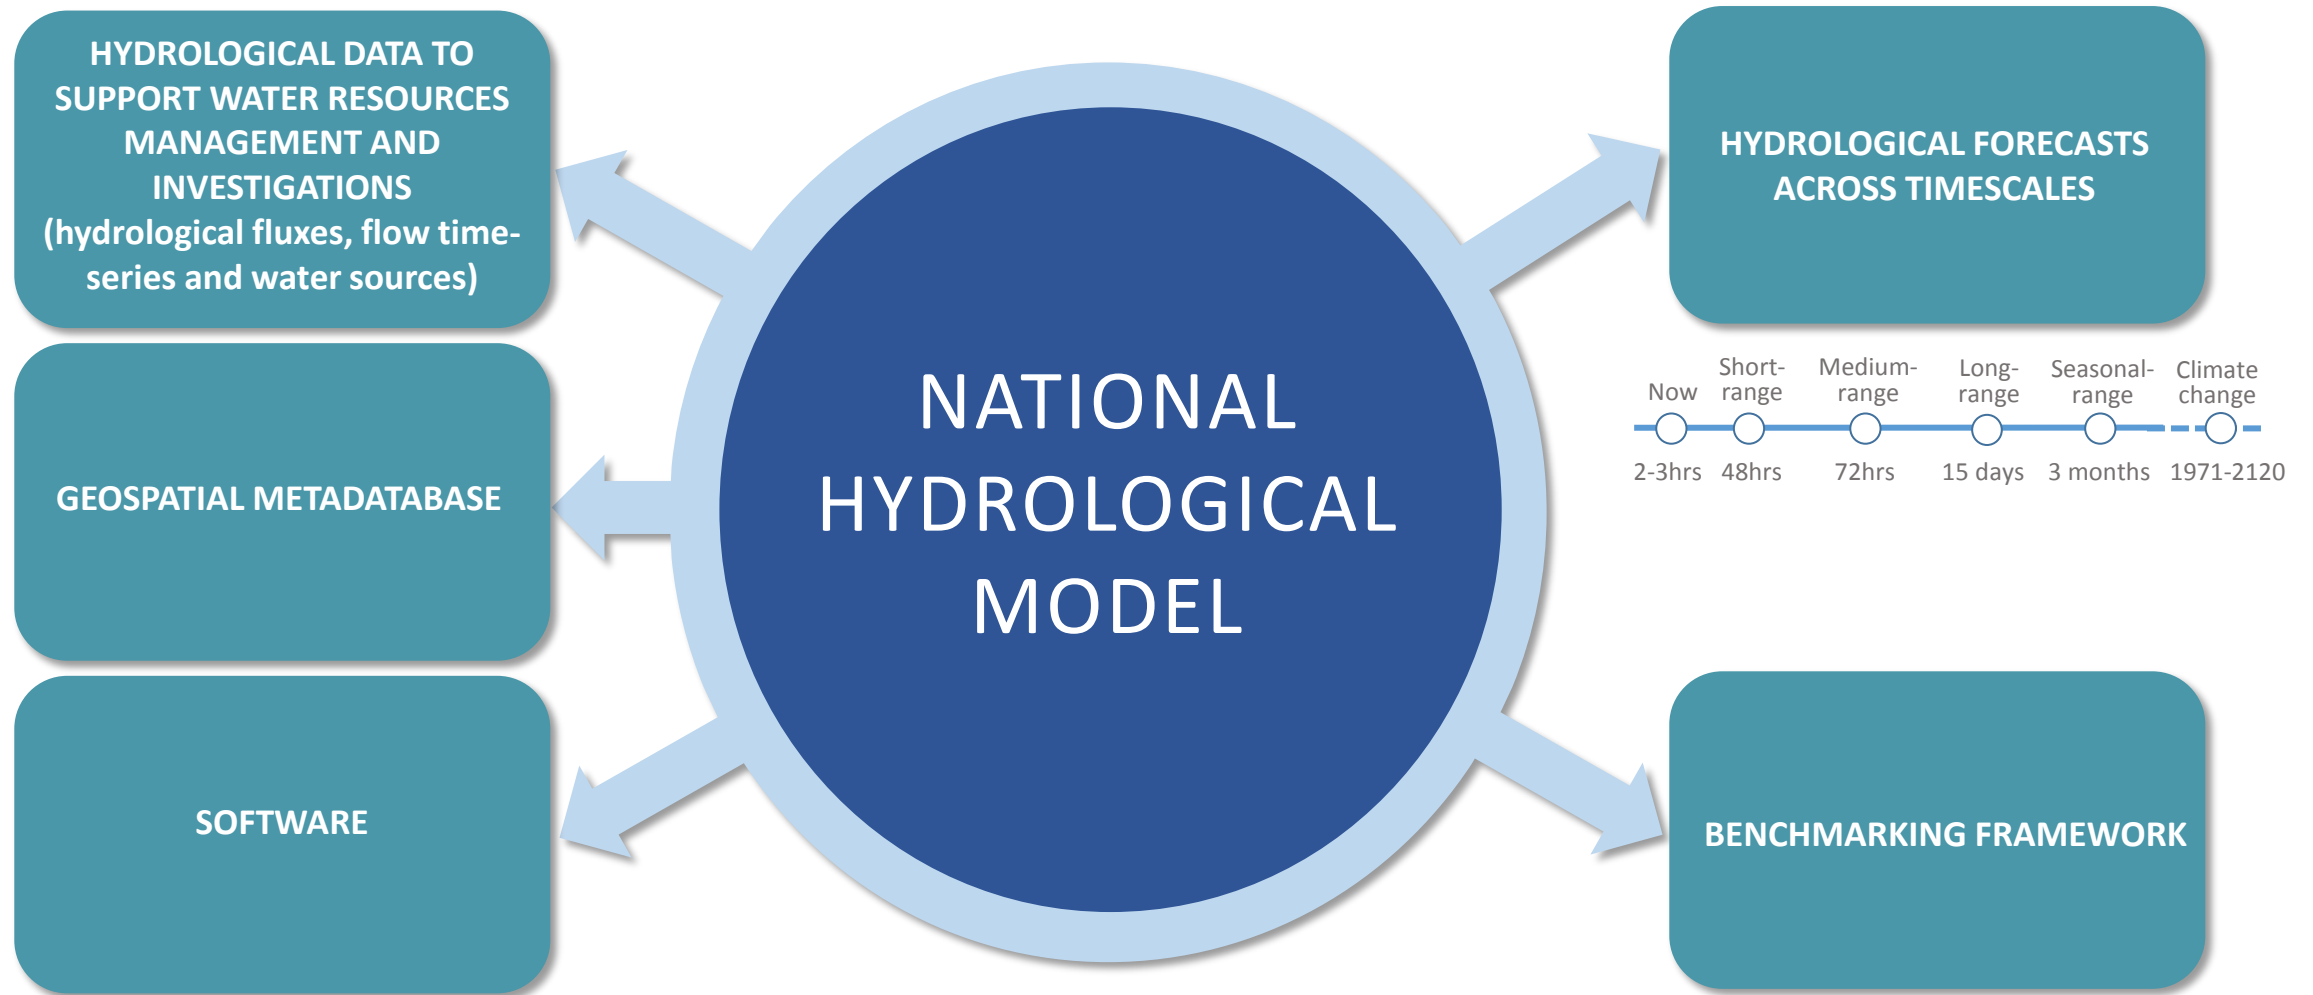 HYDROLOGICAL DATA TO
SUPPORT WATER RESOURCES
MANAGEMENT AND
INVESTIGATIONS
(hydrological fluxes, flow time-
series and water sources)
GEOSPATIAL METADATABASE
SOFTWARE
NATIONAL
HYDROLOGICAL
MODEL
HYDROLOGICAL FORECASTS
ACROSS TIMESCALES
Now
Short-
range
Medium-
range
Long-
range
Seasonal-
range
Climate
change
2-3hrs 48hrs 72hrs 15 days 3 months 1971-2120
BENCHMARKING FRAMEWORK